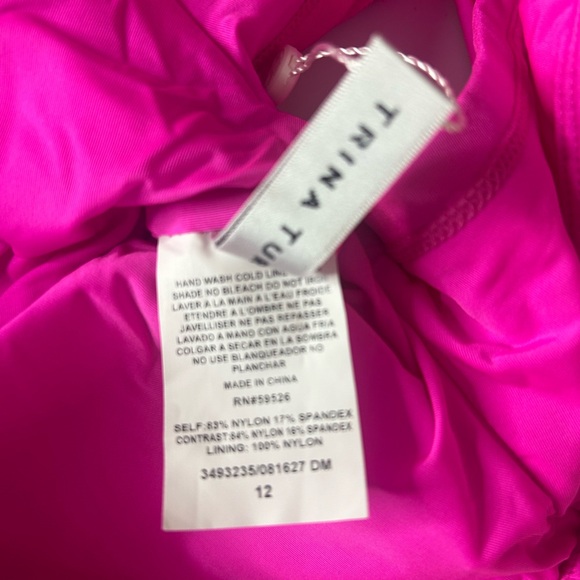 TRINA TU
HAND WASH COLD LINE
SHADE NO BLEACH DO NOT
LAVER A LA MAIN A L'EAU FROIDE
ETENDRE A L'OMBRE NE PAS
JAVELLISER NE PAS REPASSER
LAVADO A MANO CON AGUA FRIA
COLGAR A SECAR EN LA SOMBRA
NO USE BLANQUEADOR NO
PLANCHAR
MADE IN CHINA
RN#59526
SELF:83% NYLON 17% SPANDEX
CONTRAST:84% NYLON 16% SPANDEX
LINING: 100% NYLON
3493235/081627 DM
12